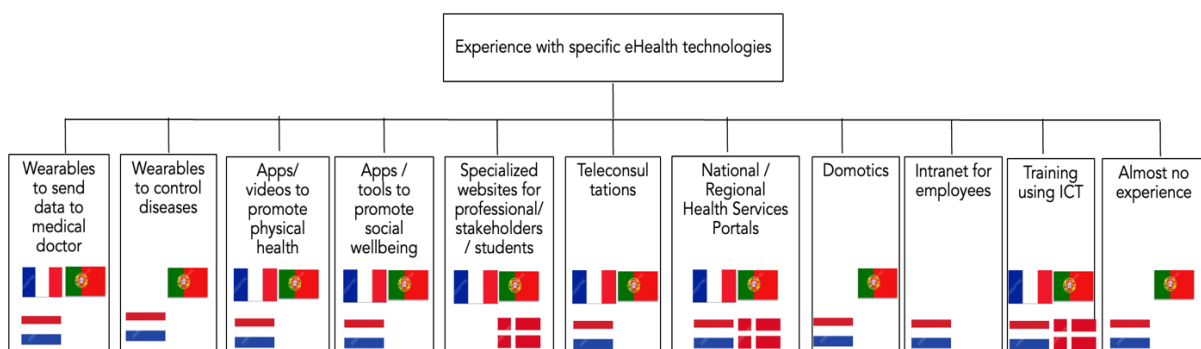 Experience with specific eHealth technologies
Wearables
to send
data to
medical
doctor
Wearables
to control
diseases
Apps/
videos to
promote
physical
health
Apps /
tools to
promote
social
wellbeing
Specialized
websites for
professional/
stakeholders
/ students
Teleconsul
tations
National /
Regional
Health Services
Portals
Domotics
Intranet for
employees
Training
using ICT
Almost no
experience